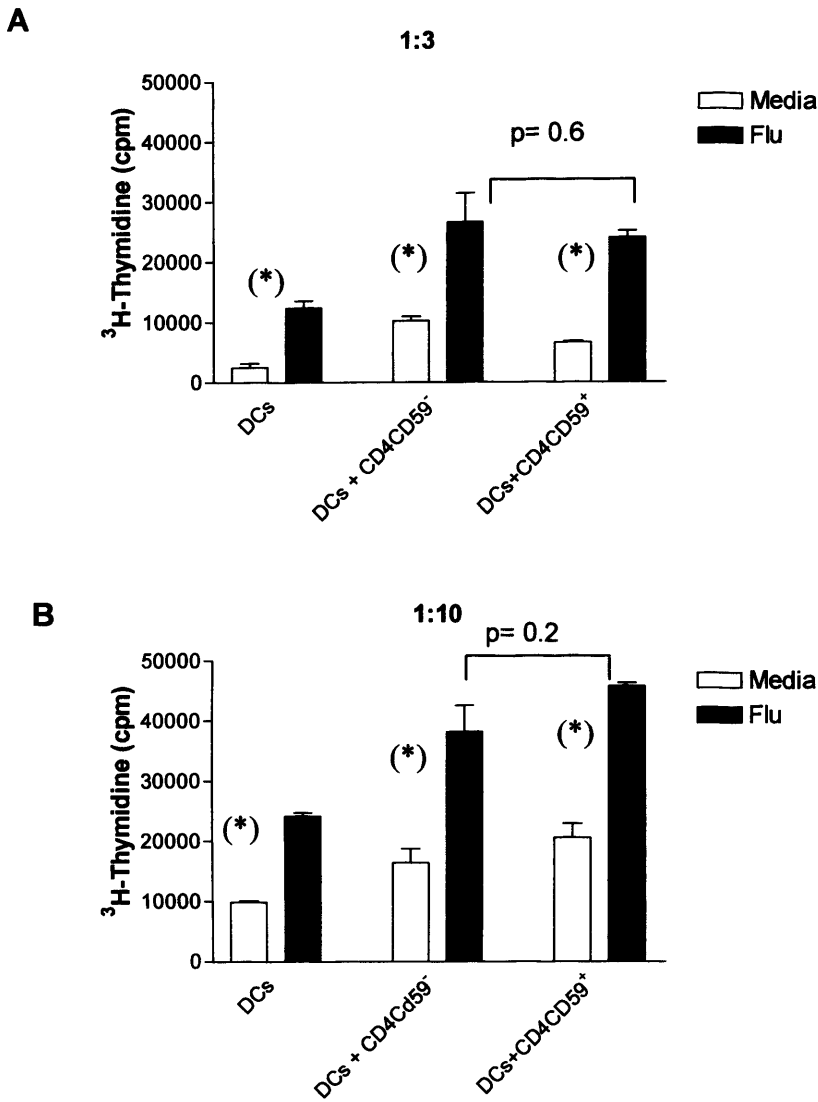 A
1:3
50000
40000
30000
20000
10000
0
³H-Thymidine (cpm)
p= 0.6
Media
Flu
(*)
(*)
(*)
DCs
DCs + CD4CD59⁻
DCs+CD4CD59⁺
B
1:10
p= 0.2
50000
40000
30000
20000
10000
0
³H-Thymidine (cpm)
Media
Flu
(*)
(*)
(*)
DCs
DCs + CD4Cd59⁻
DCs+CD4CD59⁺